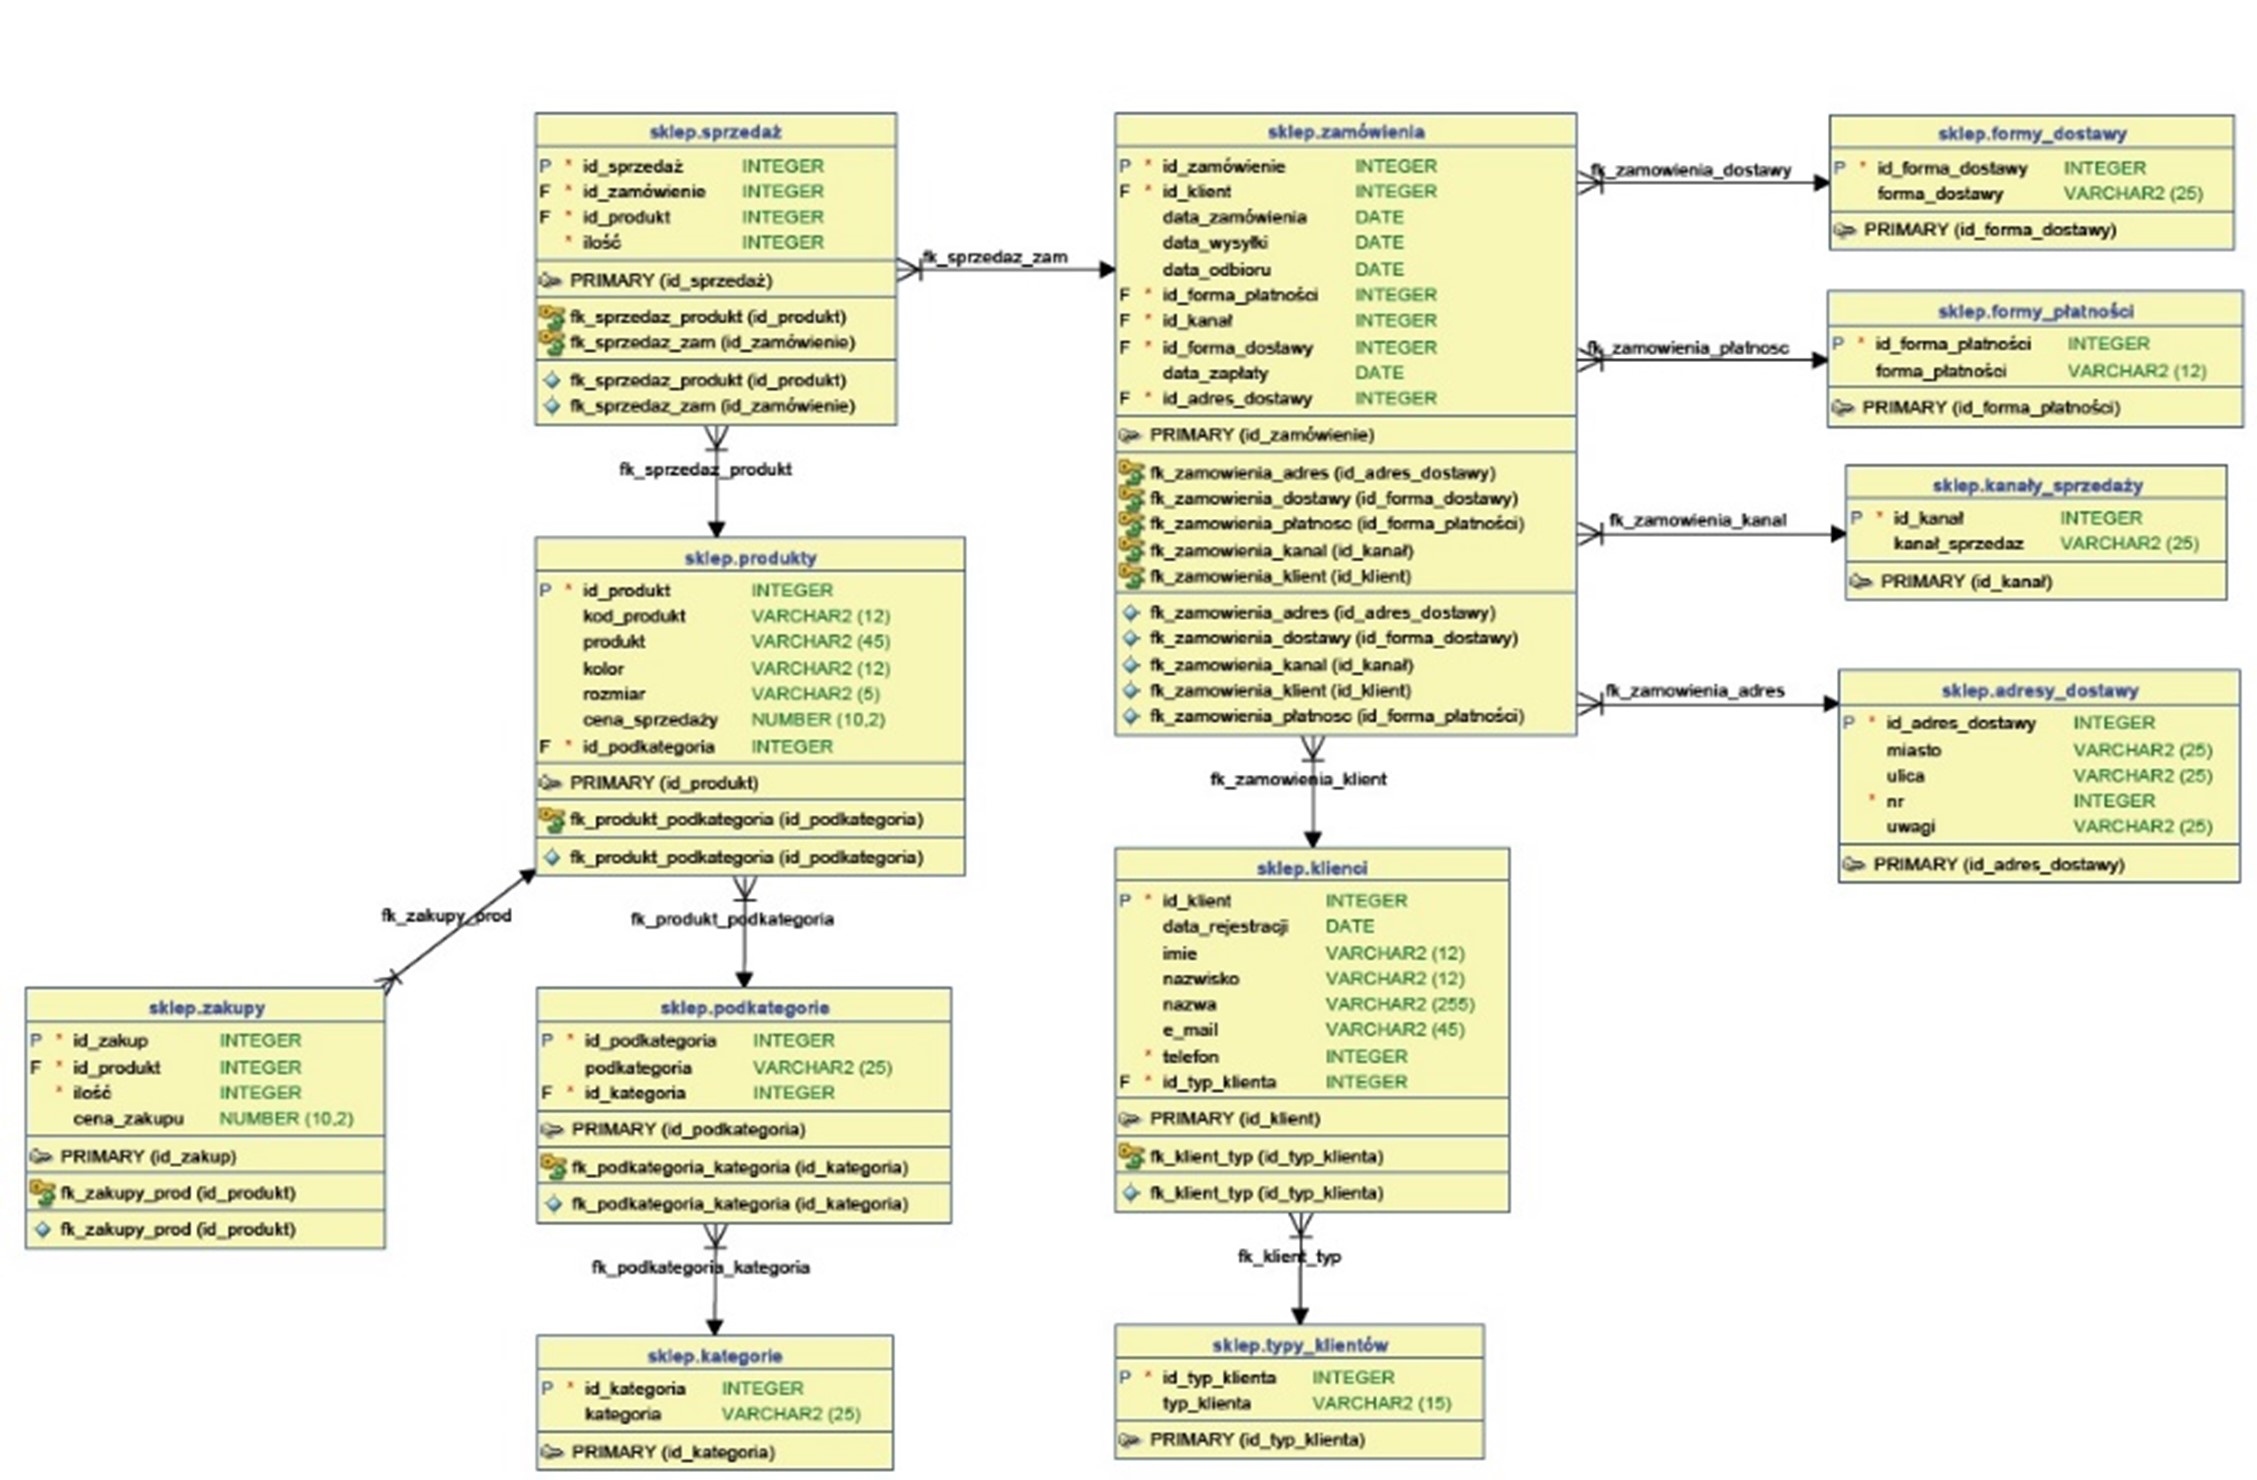 sklep.sprzedaż
P * id_sprzedaż INTEGER
F * id_zamówienie INTEGER
F * id_produkt INTEGER
* ilość INTEGER
PRIMARY (id_sprzedaż)
fk_sprzedaz_produkt (id_produkt)
fk_sprzedaz_zam (id_zamówienie)
fk_sprzedaz_produkt (id_produkt)
fk_sprzedaz_zam (id_zamówienie)
fk_sprzedaz_zam
fk_sprzedaz_produkt
sklep.zamówienia
P * id_zamówienie INTEGER
F * id_klient INTEGER
data_zamówienia DATE
data_wysyłki DATE
data_odbioru DATE
F * id_forma_płatności INTEGER
F * id_kanał INTEGER
F * id_forma_dostawy INTEGER
data_zapłaty DATE
F * id_adres_dostawy INTEGER
PRIMARY (id_zamówienie)
fk_zamowienia_adres (id_adres_dostawy)
fk_zamowienia_dostawy (id_forma_dostawy)
fk_zamowienia_płatnosc (id_forma_płatności)
fk_zamowienia_kanal (id_kanał)
fk_zamowienia_klient (id_klient)
fk_zamowienia_adres (id_adres_dostawy)
fk_zamowienia_dostawy (id_forma_dostawy)
fk_zamowienia_kanal (id_kanał)
fk_zamowienia_klient (id_klient)
fk_zamowienia_płatnosc (id_forma_płatności)
fk_zamowienia_dostawy
fk_zamowienia_płatnosc
fk_zamowienia_kanal
fk_zamowienia_adres
fk_zamowienia_klient
sklep.formy_dostawy
P * id_forma_dostawy INTEGER
forma_dostawy VARCHAR2 (25)
PRIMARY (id_forma_dostawy)
sklep.formy_płatności
P * id_forma_płatności INTEGER
forma_płatności VARCHAR2 (12)
PRIMARY (id_forma_płatności)
sklep.kanały_sprzedaży
P * id_kanał INTEGER
kanał_sprzedaz VARCHAR2 (25)
PRIMARY (id_kanał)
sklep.adresy_dostawy
P * id_adres_dostawy INTEGER
miasto VARCHAR2 (25)
ulica VARCHAR2 (25)
* nr INTEGER
uwagi VARCHAR2 (25)
PRIMARY (id_adres_dostawy)
sklep.produkty
P * id_produkt INTEGER
kod_produkt VARCHAR2 (12)
produkt VARCHAR2 (45)
kolor VARCHAR2 (12)
rozmiar VARCHAR2 (5)
cena_sprzedaży NUMBER (10,2)
F * id_podkategoria INTEGER
PRIMARY (id_produkt)
fk_produkt_podkategoria (id_podkategoria)
fk_produkt_podkategoria (id_podkategoria)
fk_zakupy_prod
fk_produkt_podkategoria
sklep.klienci
P * id_klient INTEGER
data_rejestracji DATE
imie VARCHAR2 (12)
nazwisko VARCHAR2 (12)
nazwa VARCHAR2 (255)
e_mail VARCHAR2 (45)
* telefon INTEGER
F * id_typ_klienta INTEGER
PRIMARY (id_klient)
fk_klient_typ (id_typ_klienta)
fk_klient_typ (id_typ_klienta)
fk_klient_typ
sklep.zakupy
P * id_zakup INTEGER
F * id_produkt INTEGER
* ilość INTEGER
cena_zakupu NUMBER (10,2)
PRIMARY (id_zakup)
fk_zakupy_prod (id_produkt)
fk_zakupy_prod (id_produkt)
sklep.podkategorie
P * id_podkategoria INTEGER
podkategoria VARCHAR2 (25)
F * id_kategoria INTEGER
PRIMARY (id_podkategoria)
fk_podkategoria_kategoria (id_kategoria)
fk_podkategoria_kategoria (id_kategoria)
fk_podkategoria_kategoria
sklep.kategorie
P * id_kategoria INTEGER
kategoria VARCHAR2 (25)
PRIMARY (id_kategoria)
sklep.typy_klientów
P * id_typ_klienta INTEGER
typ_klienta VARCHAR2 (15)
PRIMARY (id_typ_klienta)